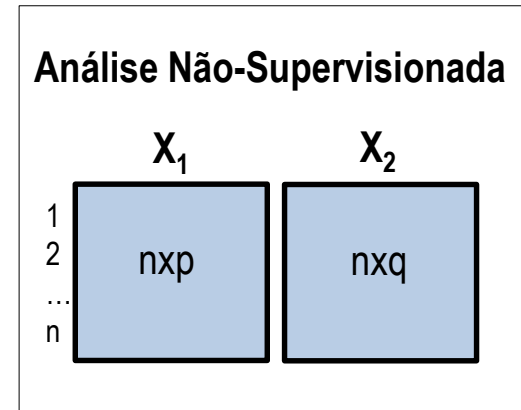 Análise Não-Supervisionada
X₁ X₂
1
2
...
n
nxp nxq